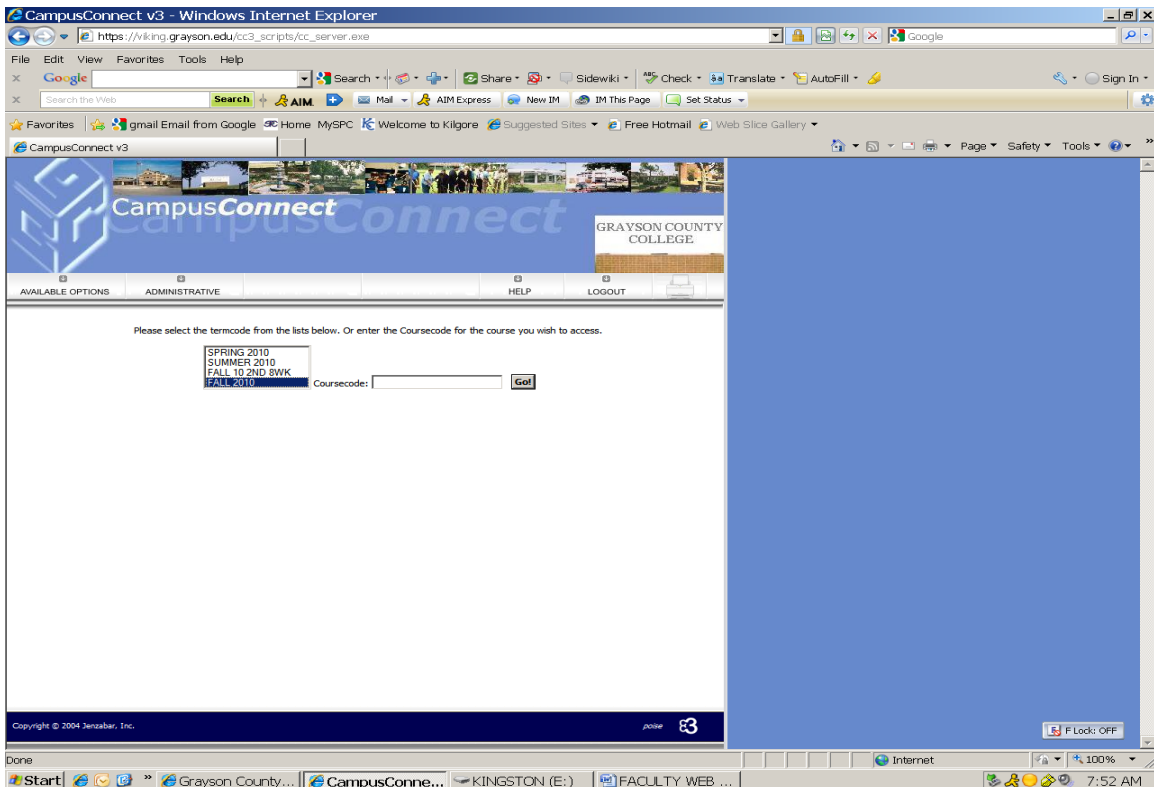 CampusConnect v3 - Windows Internet Explorer
https://viking.grayson.edu/cc3_scripts/cc_server.exe
Google
File Edit View Favorites Tools Help
Google Search Share Sidewiki Check Translate AutoFill Sign In
Search the Web Search AIM Mail AIM Express New IM IM This Page Set Status
Favorites gmail Email from Google Home MySPC Welcome to Kilgore Suggested Sites Free Hotmail Web Slice Gallery
CampusConnect v3 Page Safety Tools
CampusConnect
CampusConnect
GRAYSON COUNTY
COLLEGE
AVAILABLE OPTIONS ADMINISTRATIVE HELP LOGOUT
Please select the termcode from the lists below. Or enter the Coursecode for the course you wish to access.
SPRING 2010
SUMMER 2010
FALL 10 2ND 8WK
FALL 2010 Coursecode: Go!
Copyright © 2004 Jenzabar, Inc. poise
F Lock: OFF
Done Internet 100%
Start » Grayson County... CampusConne... KINGSTON (E:) FACULTY WEB ... 7:52 AM